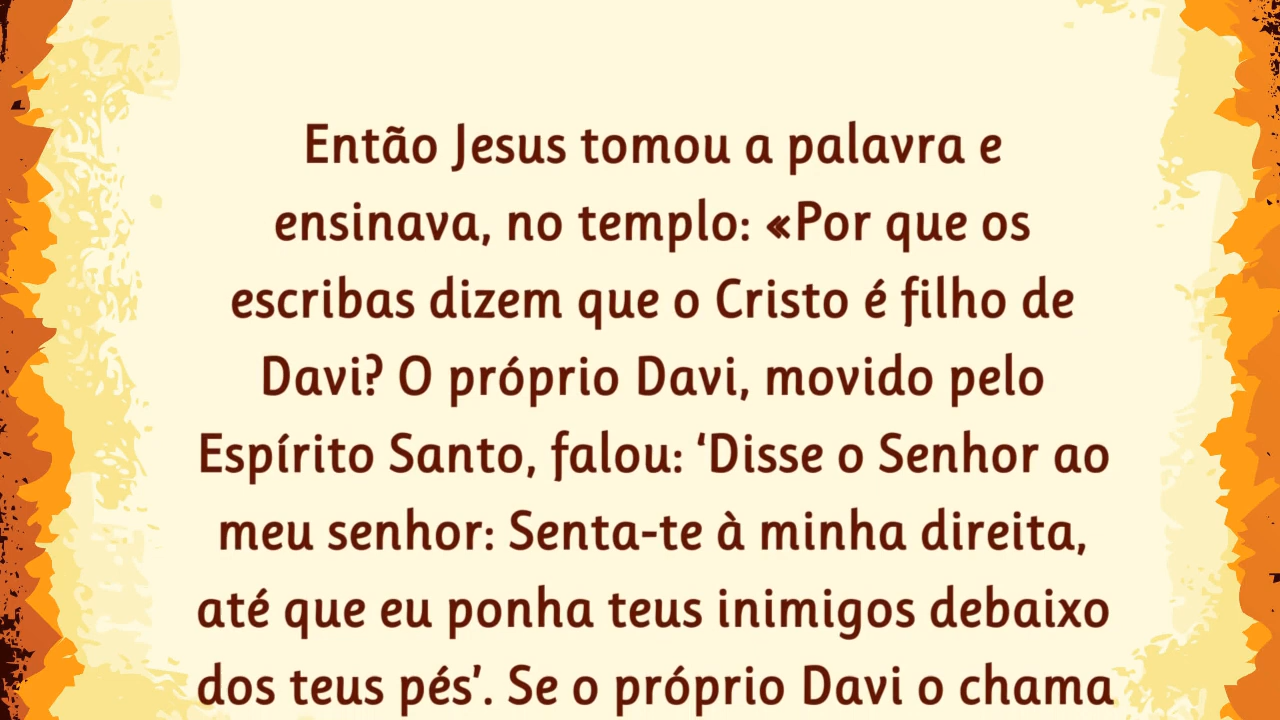 Então Jesus tomou a palavra e
ensinava, no templo: «Por que os
escribas dizem que o Cristo é filho de
Davi? O próprio Davi, movido pelo
Espírito Santo, falou: ‘Disse o Senhor ao
meu senhor: Senta-te à minha direita,
até que eu ponha teus inimigos debaixo
dos teus pés’. Se o próprio Davi o chama